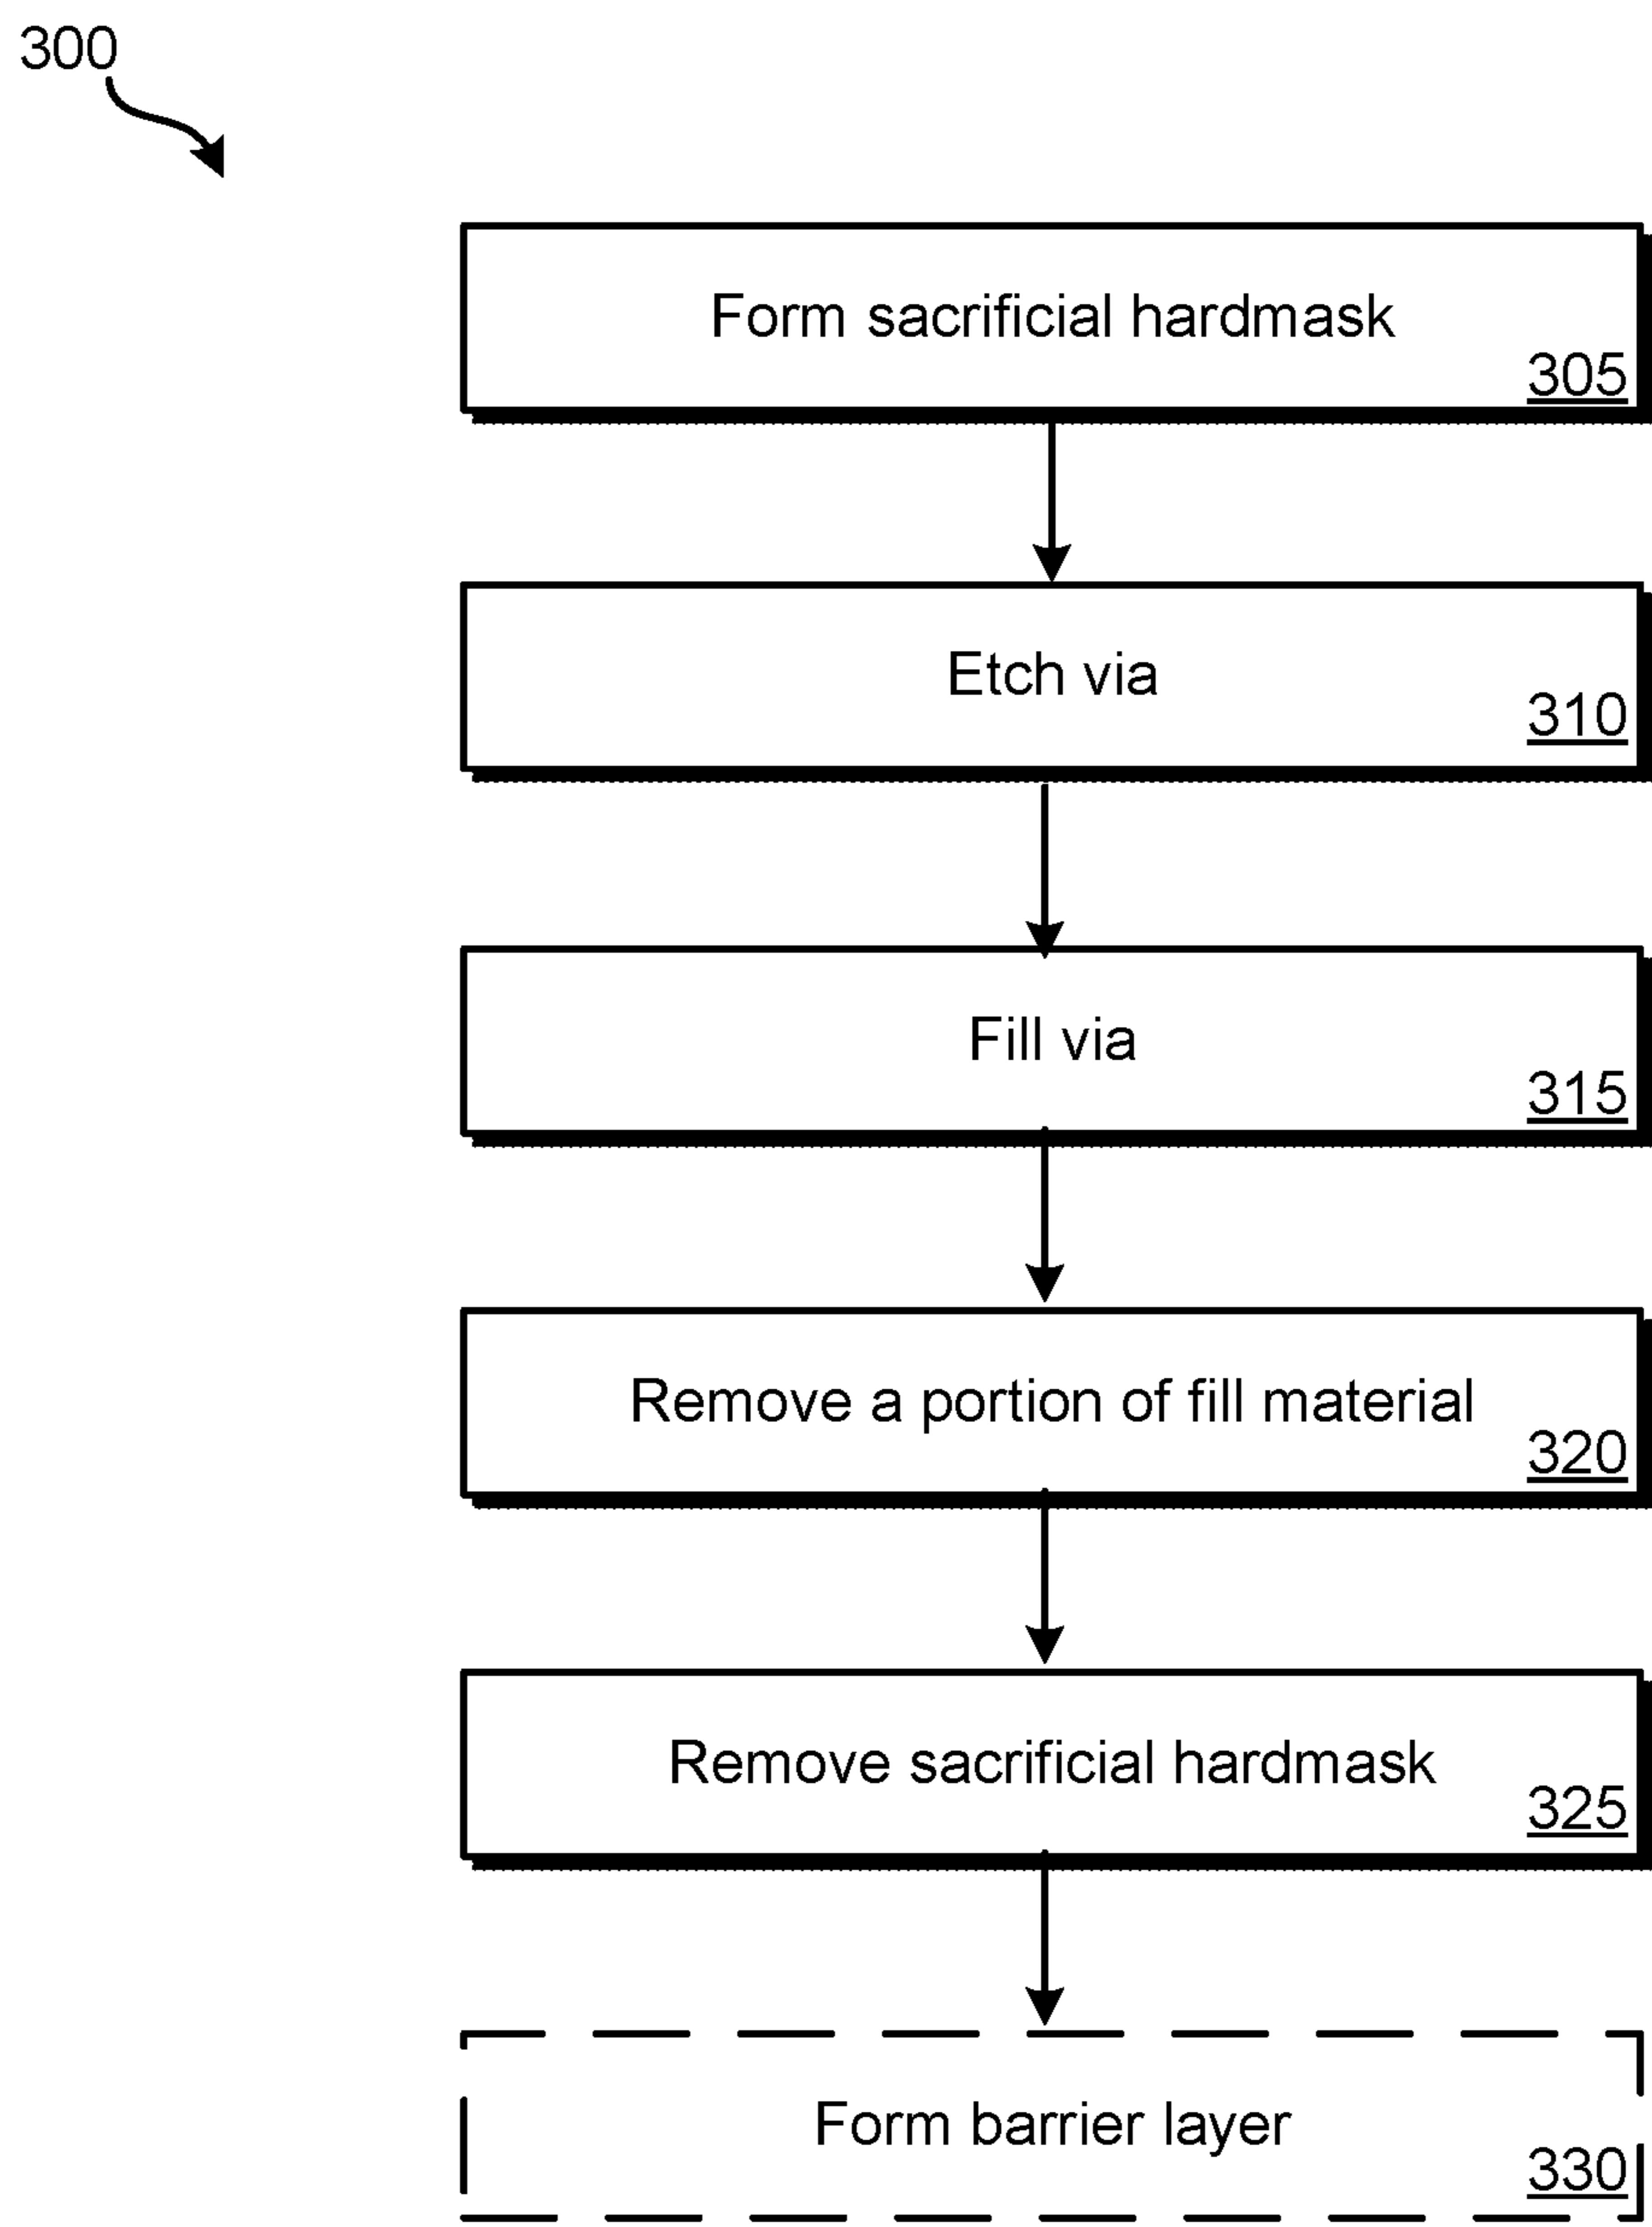 300
Form sacrificial hardmask
305
Etch via
310
Fill via
315
Remove a portion of fill material
320
Remove sacrificial hardmask
325
Form barrier layer
330